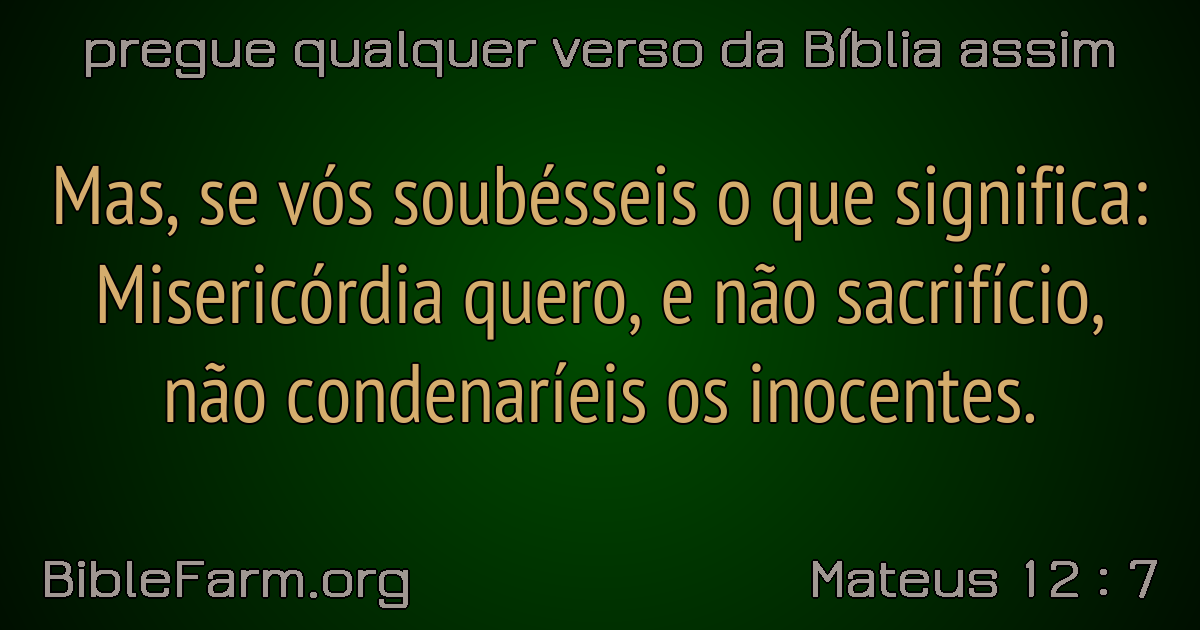 pregue qualquer verso da Bíblia assim
Mas, se vós soubésseis o que significa:
Misericórdia quero, e não sacrifício,
não condenaríeis os inocentes.
BibleFarm.org
Mateus 12 : 7